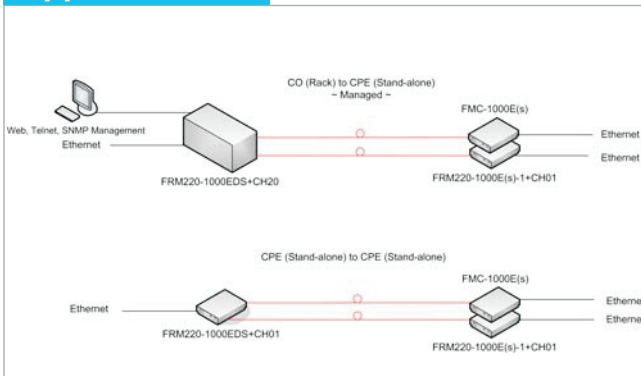 CO (Rack) to CPE (Stand-alone)
~ Managed ~
FMC-1000E(s)
Web, Telnet, SNMP Management
Ethernet
Ethernet
Ethernet
FRM220-1000EDS+CH20
FRM220-1000E(s)-1+CH01
CPE (Stand-alone) to CPE (Stand-alone)
FMC-1000E(s)
Ethernet
Etherne
Etherne
FRM220-1000EDS+CH01
FRM220-1000E(s)-1+CH01